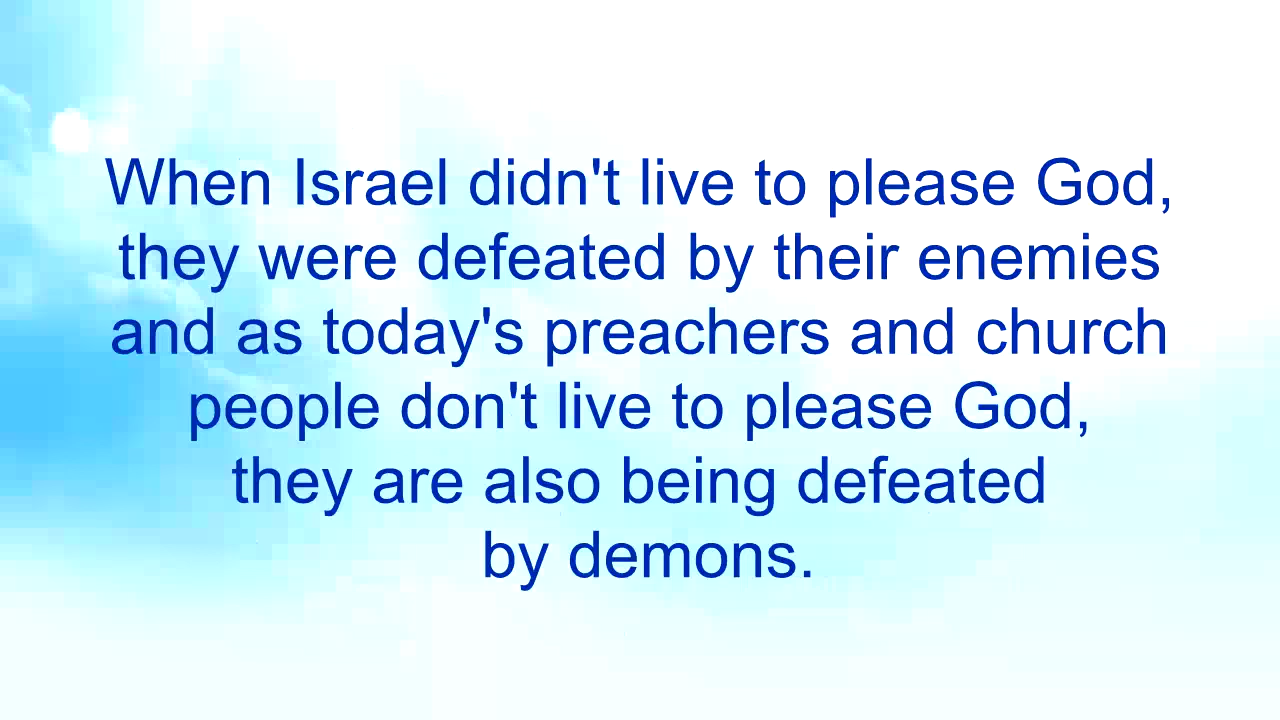 When Israel didn't live to please God,
they were defeated by their enemies
and as today's preachers and church
people don't live to please God,
they are also being defeated
by demons.